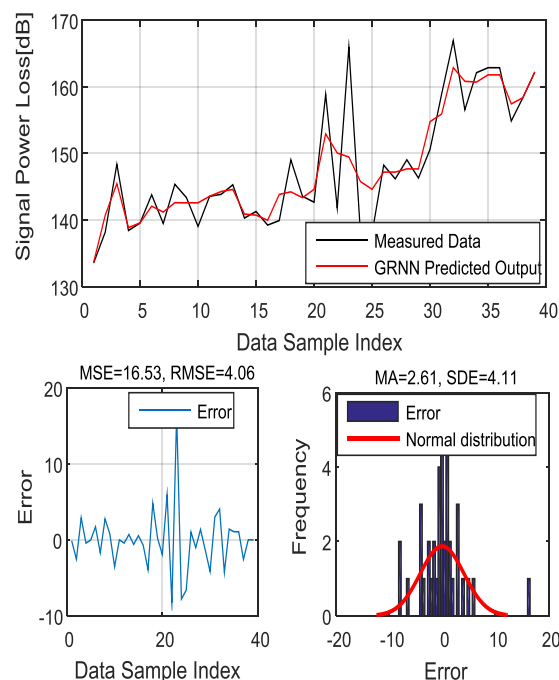 Signal Power Loss[dB]
170
160
150
140
130
0 5 10 15 20 25 30 35 40
Measured Data
GRNN Predicted Output
Data Sample Index
MSE=16.53, RMSE=4.06
Error
20
10
0
-10
0 20 40
Error
Data Sample Index
MA=2.61, SDE=4.11
Frequency
6
4
2
0
-20 -10 0 10 20
Error
Normal distribution
Error